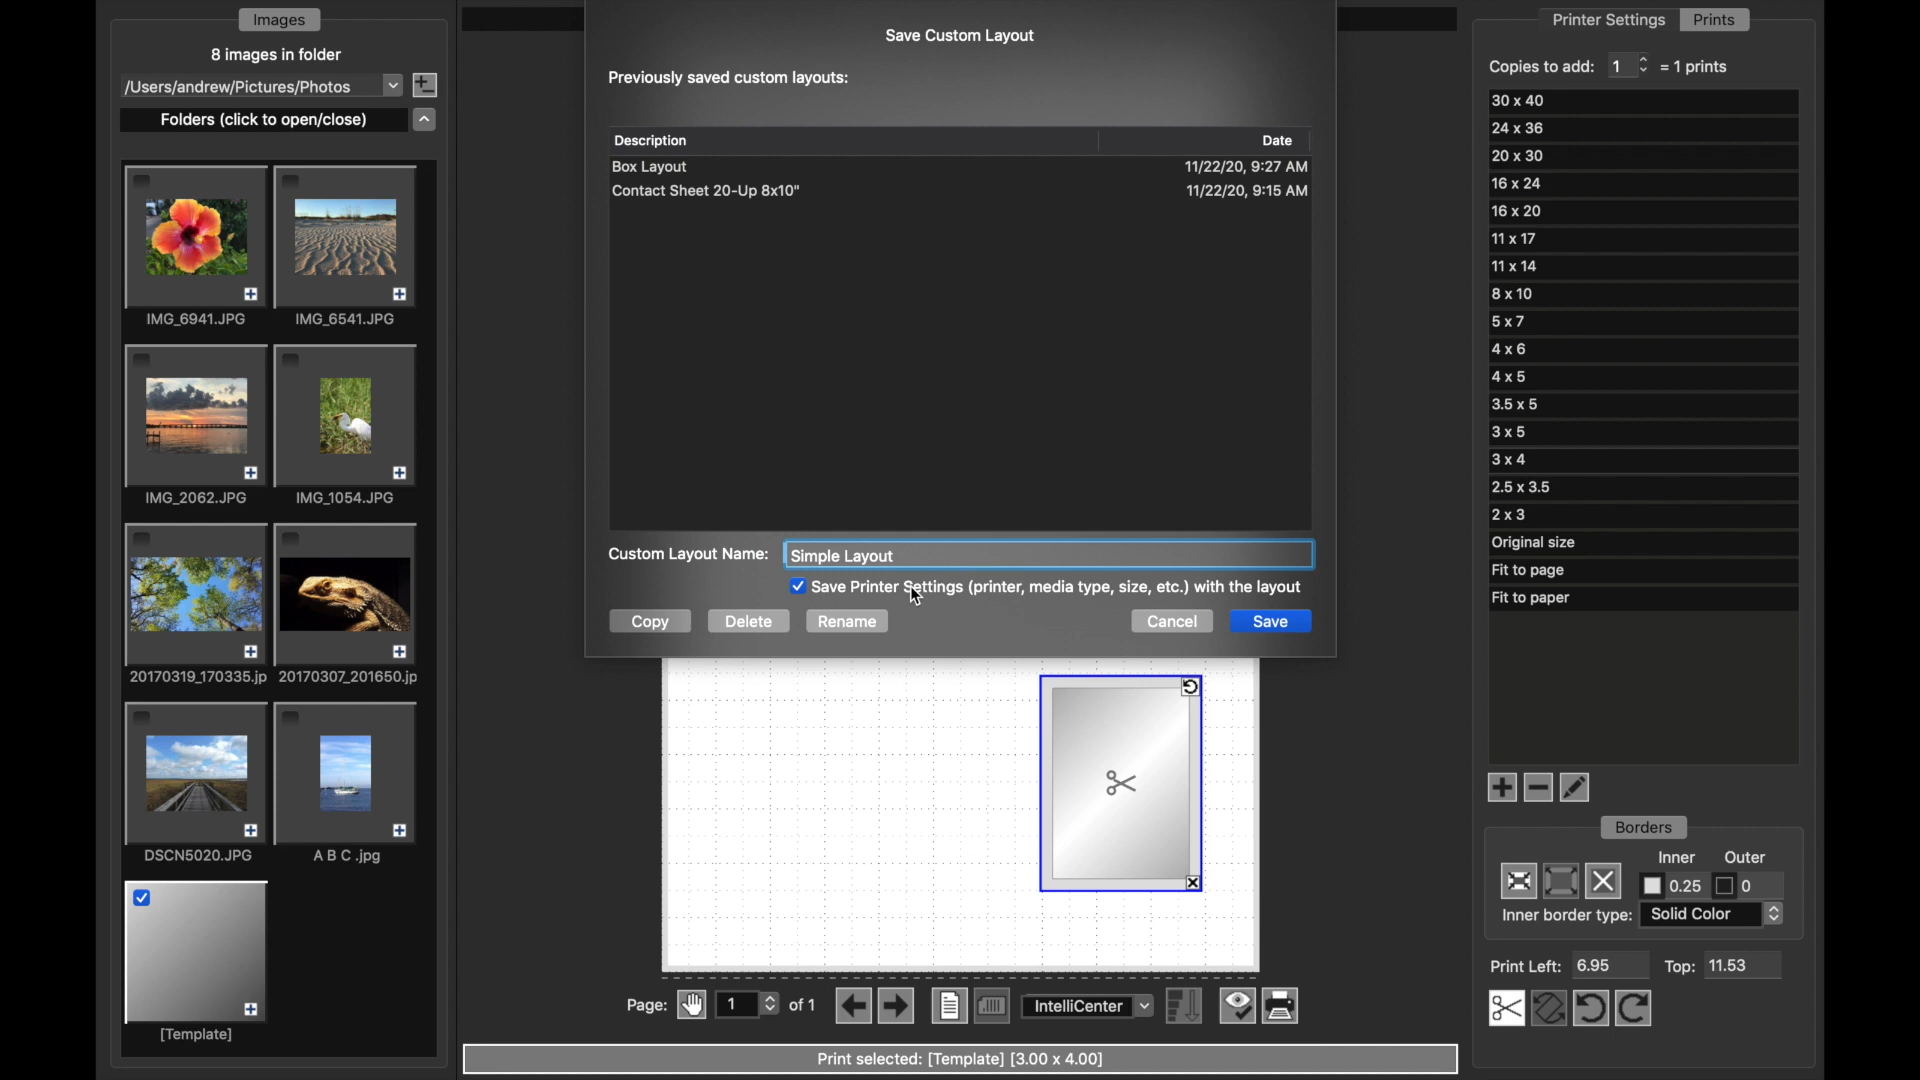 Images
8 images in folder
/Users/andrew/Pictures/Photos
Folders (click to open/close)
IMG_6941.JPG
IMG_6541.JPG
IMG_2062.JPG
IMG_1054.JPG
20170319_170335.jp
20170307_201650.jp
DSCN5020.JPG
A B C .jpg
[Template]
Save Custom Layout
Previously saved custom layouts:
Description Date
Box Layout 11/22/20, 9:27 AM
Contact Sheet 20-Up 8x10" 11/22/20, 9:15 AM
Custom Layout Name: Simple Layout
Save Printer Settings (printer, media type, size, etc.) with the layout
Copy Delete Rename Cancel Save
Page: 1 of 1 IntelliCenter
Print selected: [Template] [3.00 x 4.00]
Printer Settings Prints
Copies to add: 1 = 1 prints
30 x 40
24 x 36
20 x 30
16 x 24
16 x 20
11 x 17
11 x 14
8 x 10
5 x 7
4 x 6
4 x 5
3.5 x 5
3 x 5
3 x 4
2.5 x 3.5
2 x 3
Original size
Fit to page
Fit to paper
Borders
Inner Outer
0.25 0
Inner border type: Solid Color
Print Left: 6.95 Top: 11.53